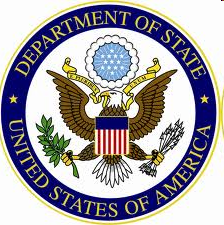 DEPARTMENT OF STATE
UNITED STATES OF AMERICA